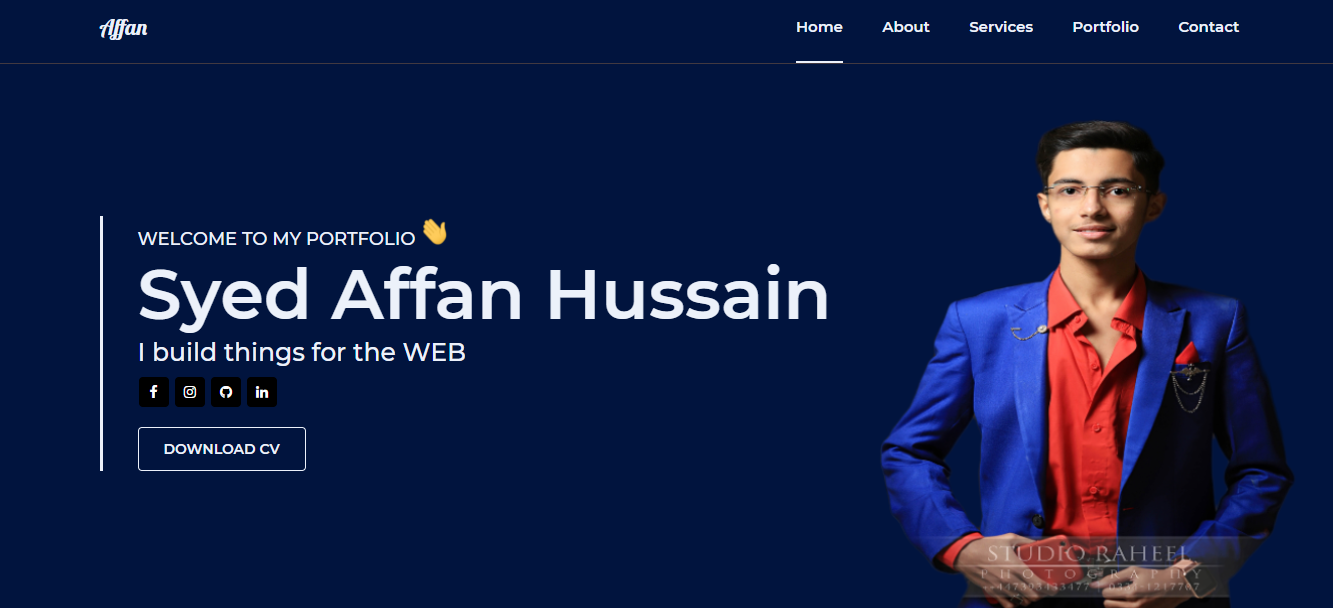 Affan
Home About Services Portfolio Contact
WELCOME TO MY PORTFOLIO
Syed Affan Hussain
I build things for the WEB
DOWNLOAD CV
STUDIO RAHEEL
PHOTOGRAPHY